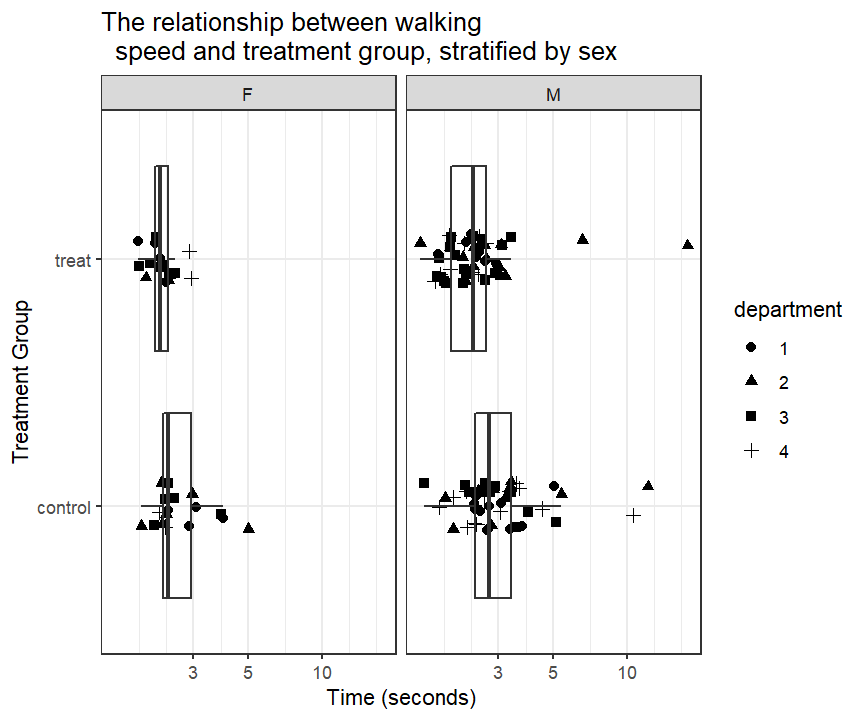 The relationship between walking
speed and treatment group, stratified by sex
F
M
treat
control
Treatment Group
3
5
10
3
5
10
Time (seconds)
department
1
2
3
4